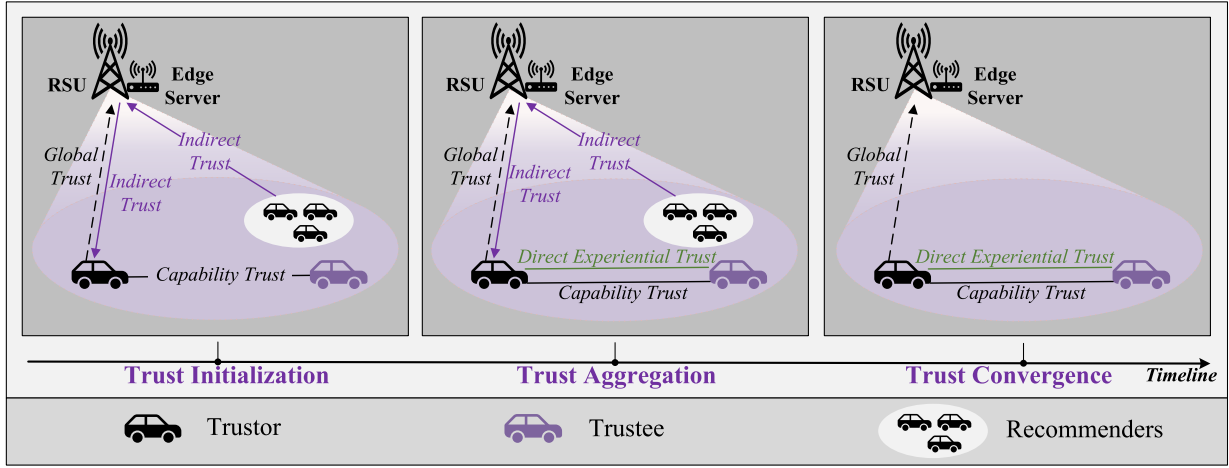 RSU
Edge
Server
Global
Trust
Indirect
Trust
Indirect
Trust
Capability Trust
RSU
Edge
Server
Global
Trust
Indirect
Trust
Indirect
Trust
Direct Experiential Trust
Capability Trust
RSU
Edge
Server
Global
Trust
Direct Experiential Trust
Capability Trust
Trust Initialization
Trust Aggregation
Trust Convergence
Timeline
Trustor
Trustee
Recommenders